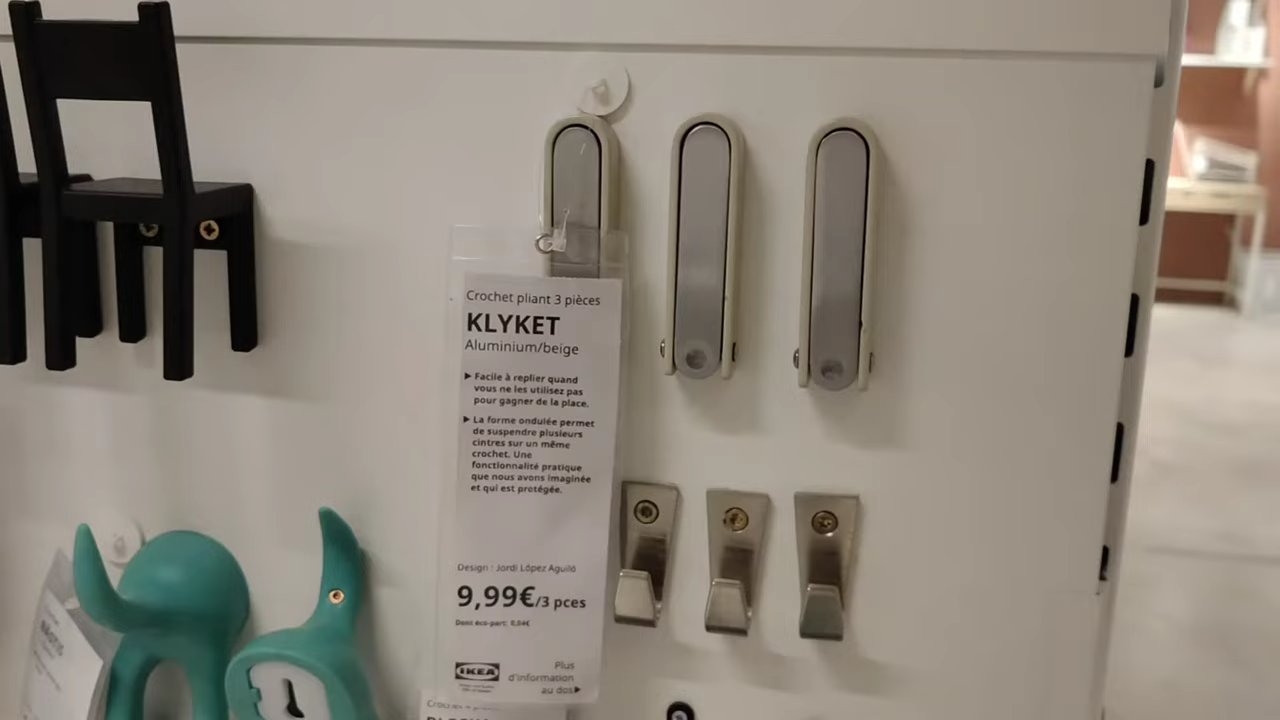 Crochet pliant 3 pièces
KLYKET
Aluminium/beige
▶ Facile à replier quand
vous ne les utilisez pas
pour gagner de la place.
▶ La forme ondulée permet
de suspendre plusieurs
cintres sur un même
crochet. Une
fonctionnalité pratique
que nous avons imaginée
et qui est protégée.
Design : Jordi López Aguiló
9,99€/3 pces
Dont éco-part: 0,04€
IKEA
Plus
d'information
au dos▶